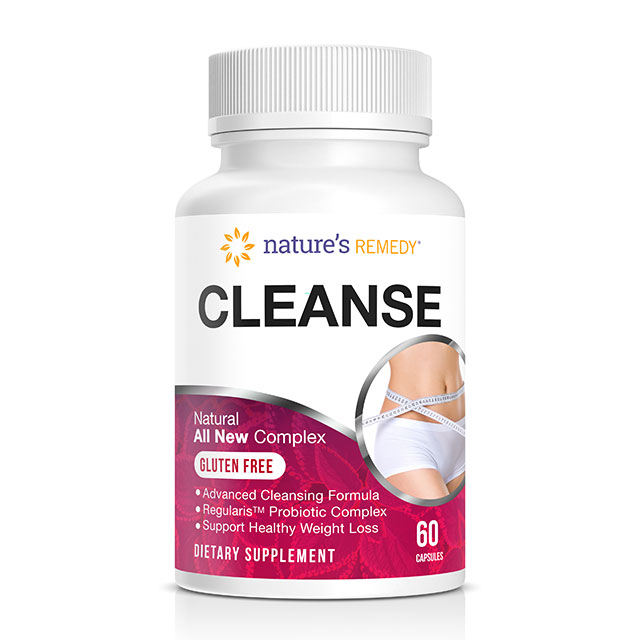 nature's REMEDY®
CLEANSE
Natural
All New Complex
GLUTEN FREE
• Advanced Cleansing Formula
• Regularis™ Probiotic Complex
• Support Healthy Weight Loss
DIETARY SUPPLEMENT
60
CAPSULES